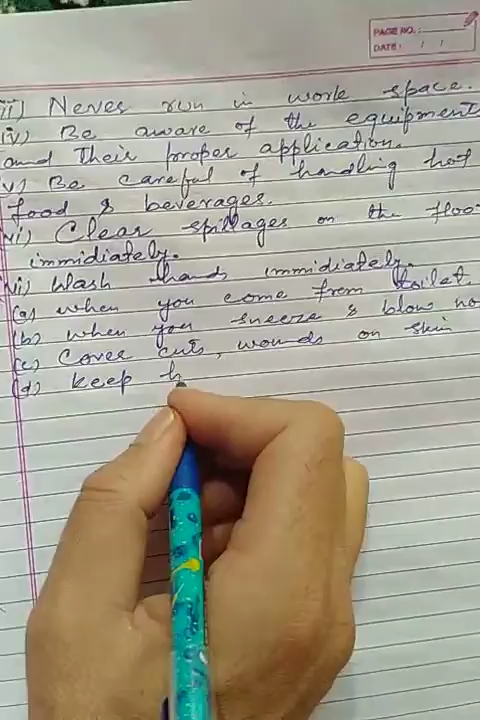 PAGE NO.:
DATE: / /
iii) Never run in work space.
iv) Be aware of the equipments
and Their proper application.
v) Be careful of handling hot
food & beverages.
vi) Clear spillages on the floor
immidiately.
vii) Wash hands immidiately.
(a) when you come from toilet.
(b) when you sneeze & blow no
(c) Cover cuts, wounds on skin
(d) keep h